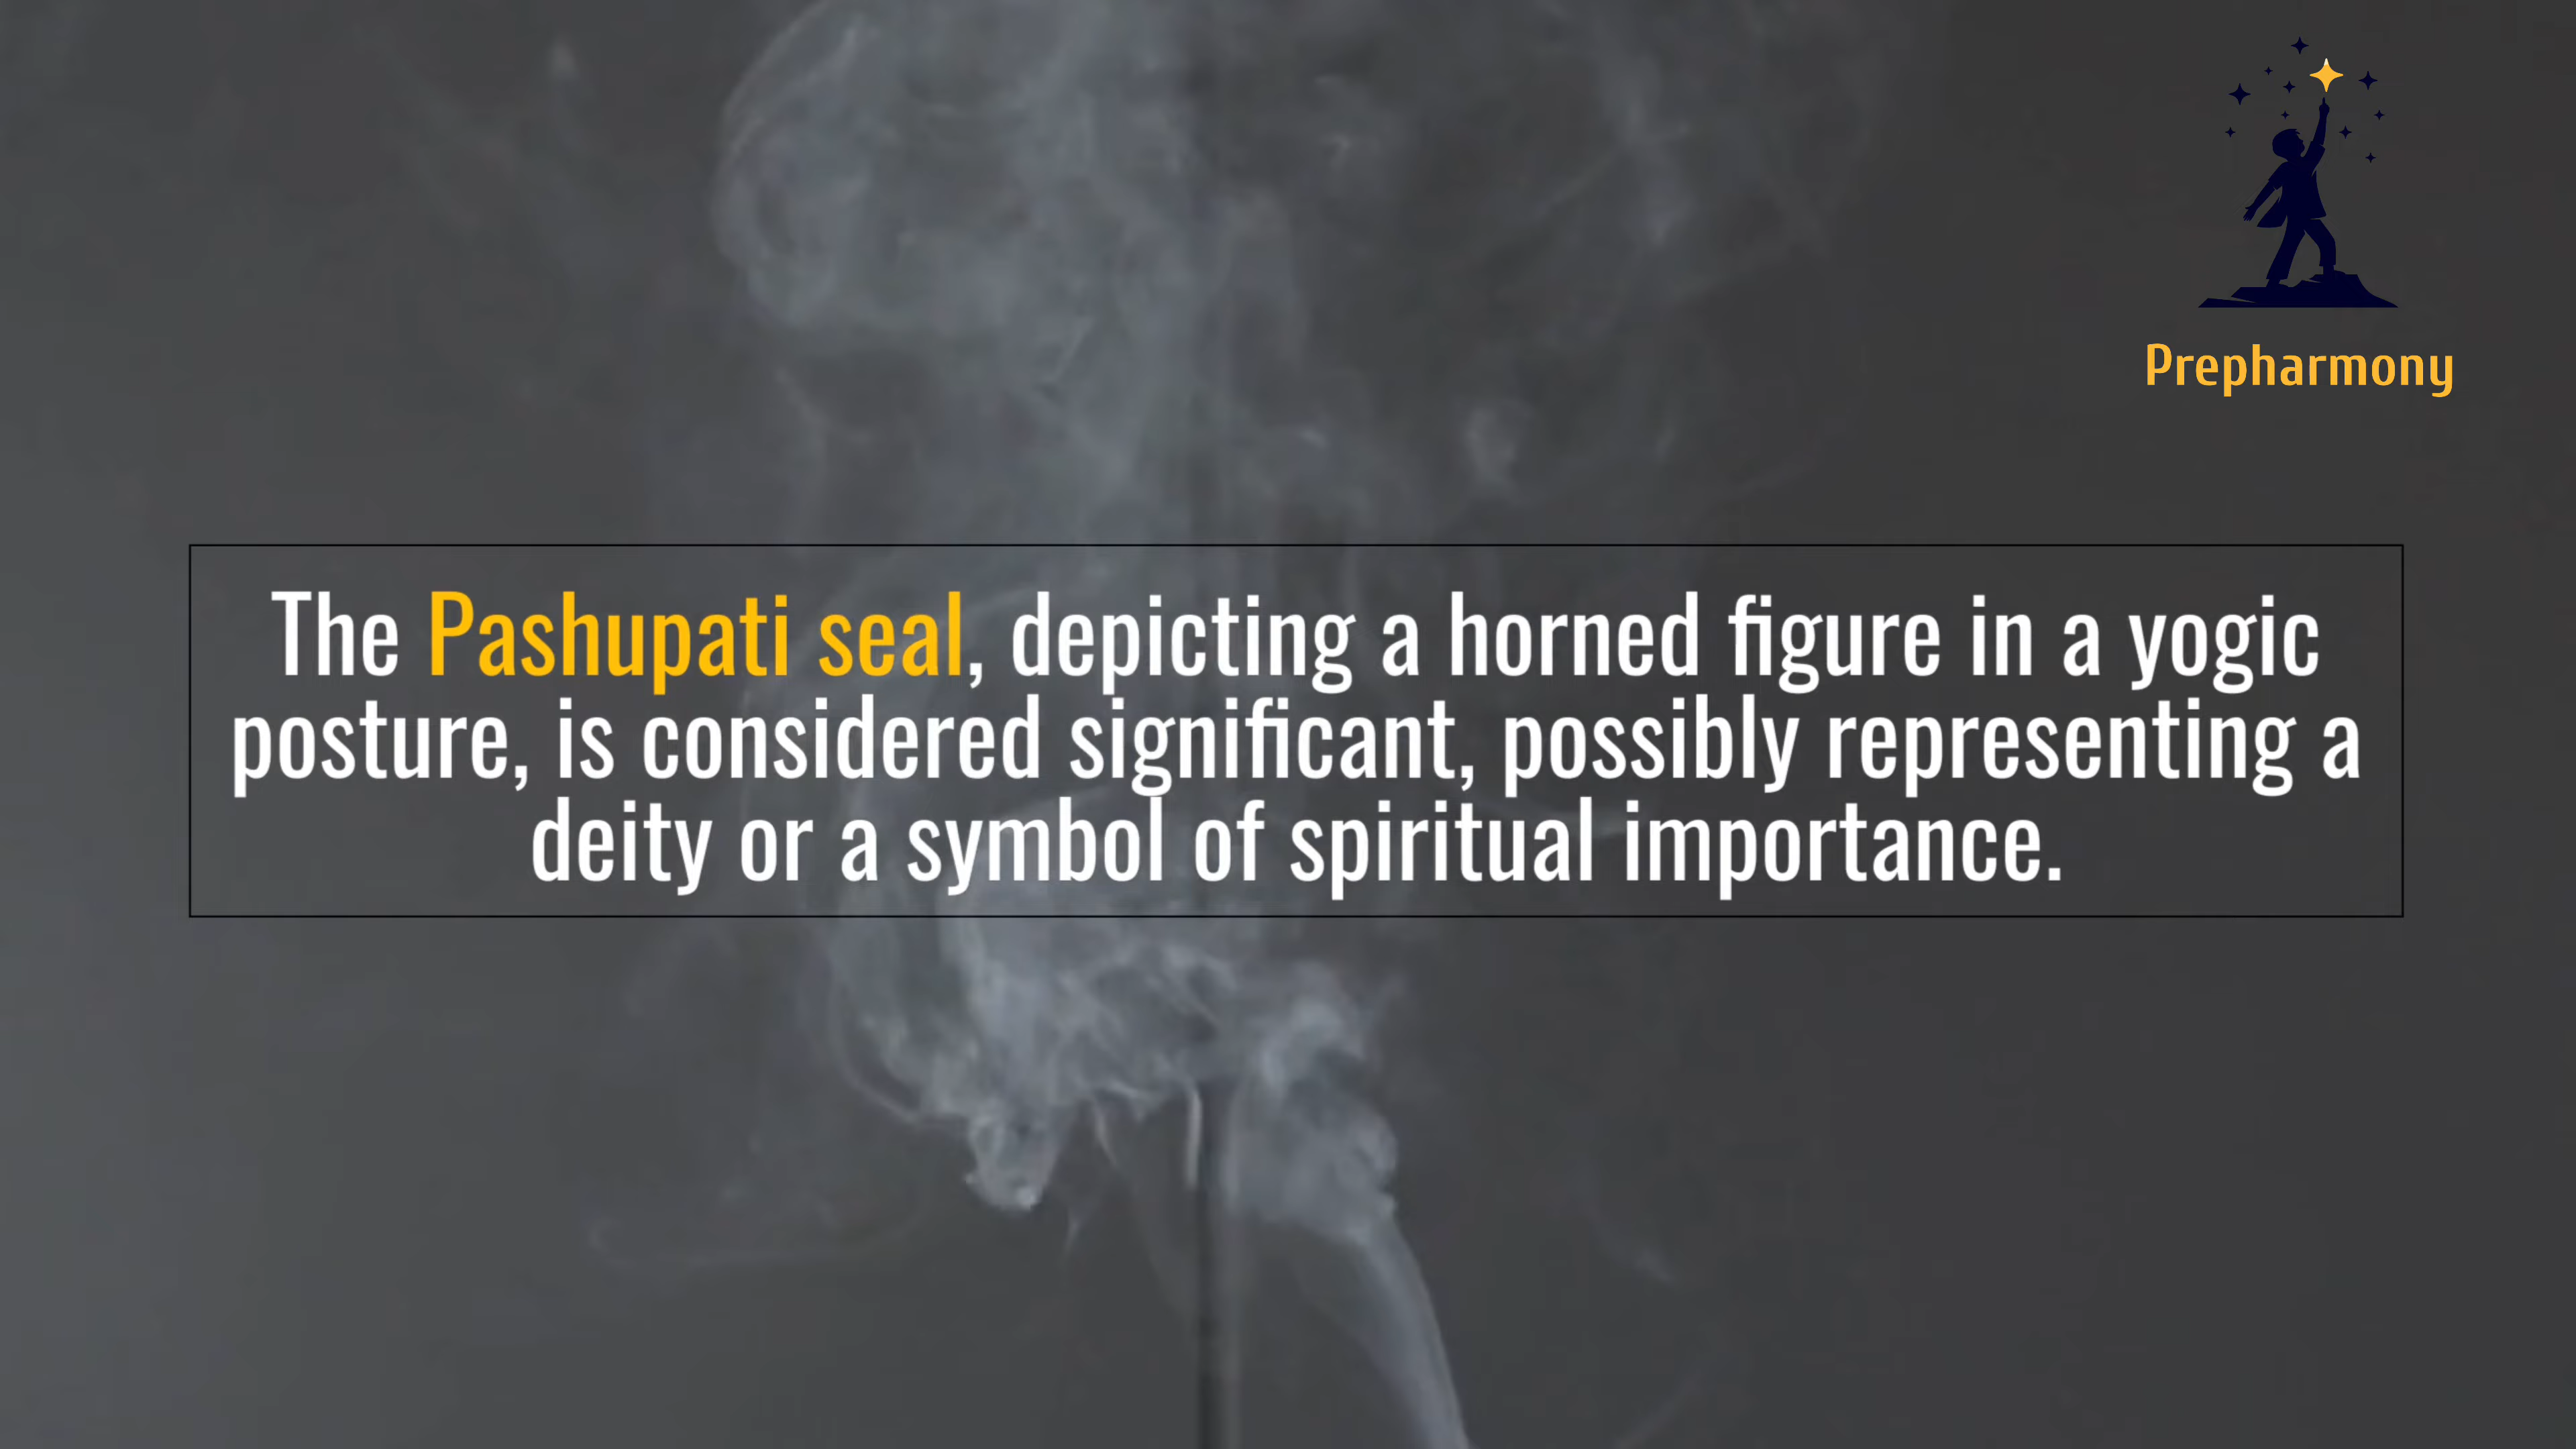 Prepharmony
The Pashupati seal, depicting a horned figure in a yogic
posture, is considered significant, possibly representing a
deity or a symbol of spiritual importance.